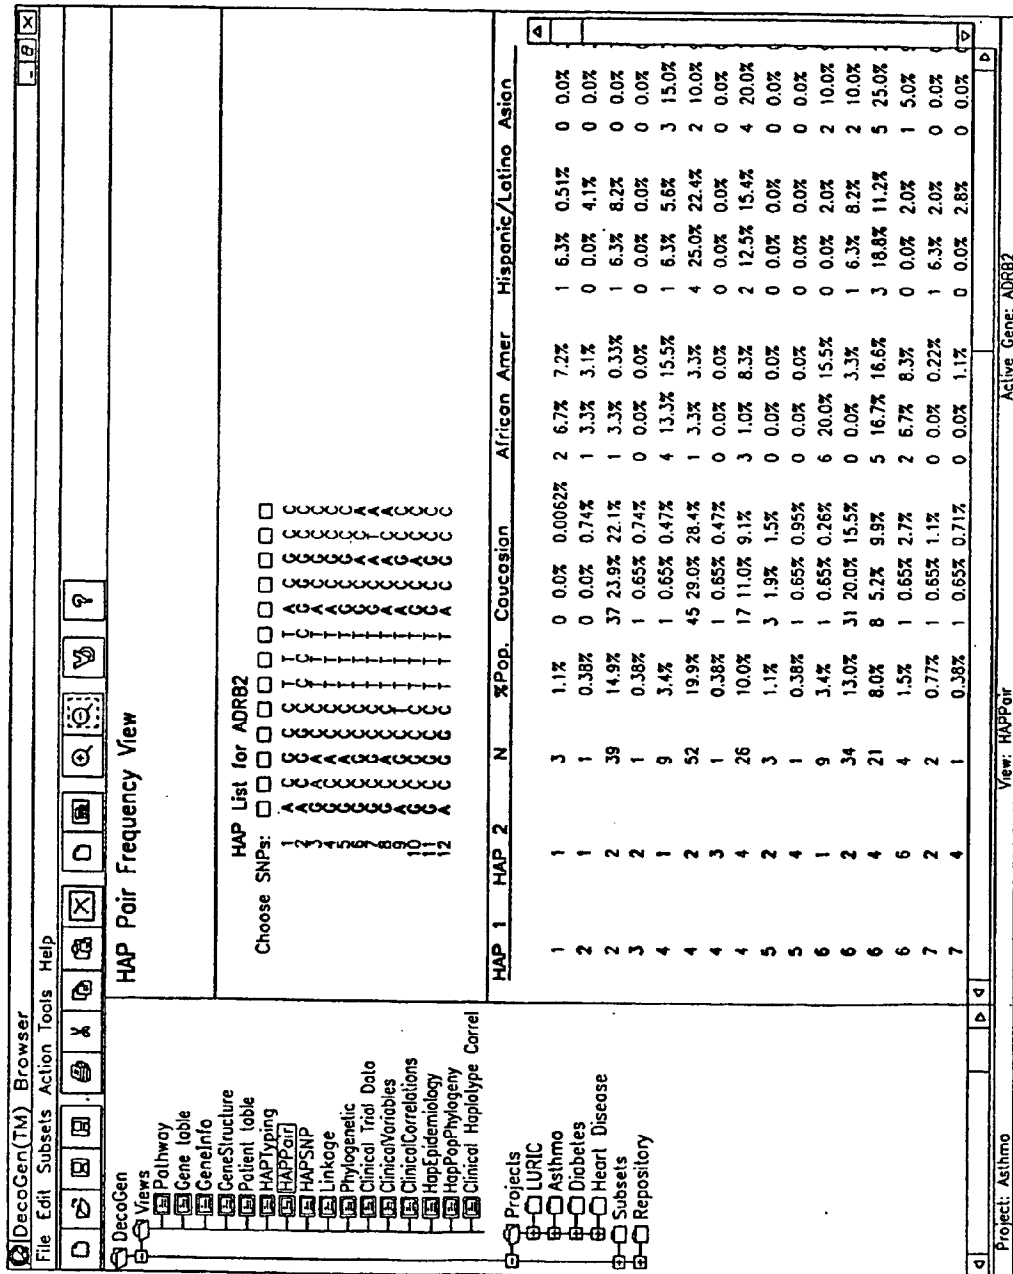 DecoGen(TM) Browser
File Edit Subsets Action Tools Help
DecoGen
Views
Pathway
Gene table
GeneInfo
GeneStructure
Patient table
HAPTyping
HAPPair
HAPSNP
Linkage
Phylogenetic
Clinical Trial Data
ClinicalVariables
ClinicalCorrelations
HapEpidemiology
HapPopPhylogeny
Clinical Haplotype Correl
Projects
LURIC
Asthma
Diabetes
Heart Disease
Subsets
Repository
HAP Pair Frequency View
HAP List for ADRB2
Choose SNPs:
1
2
3
4
5
6
7
8
9
10
11
12
HAP 1 HAP 2 N %Pop. Caucasian African Amer Hispanic/Latino Asian
1 1 3 1.1% 0 0.0% 0.0062% 2 6.7% 7.2% 1 6.3% 0.51% 0 0.0%
2 1 1 0.38% 0 0.0% 0.74% 1 3.3% 3.1% 0 0.0% 4.1% 0 0.0%
2 2 39 14.9% 37 23.9% 22.1% 1 3.3% 0.33% 1 6.3% 8.2% 0 0.0%
3 2 1 0.38% 1 0.65% 0.74% 0 0.0% 0.0% 0 0.0% 0.0% 0 0.0%
4 1 9 3.4% 1 0.65% 0.47% 4 13.3% 15.5% 1 6.3% 5.6% 3 15.0%
4 2 52 19.9% 45 29.0% 28.4% 1 3.3% 3.3% 4 25.0% 22.4% 2 10.0%
4 3 1 0.38% 1 0.65% 0.47% 0 0.0% 0.0% 0 0.0% 0.0% 0 0.0%
4 4 26 10.0% 17 11.0% 9.1% 3 1.0% 8.3% 2 12.5% 15.4% 4 20.0%
5 2 3 1.1% 3 1.9% 1.5% 0 0.0% 0.0% 0 0.0% 0.0% 0 0.0%
5 4 1 0.38% 1 0.65% 0.95% 0 0.0% 0.0% 0 0.0% 0.0% 0 0.0%
6 1 9 3.4% 1 0.65% 0.26% 6 20.0% 15.5% 0 0.0% 2.0% 2 10.0%
6 2 34 13.0% 31 20.0% 15.5% 0 0.0% 3.3% 1 6.3% 8.2% 2 10.0%
6 4 21 8.0% 8 5.2% 9.9% 5 16.7% 16.6% 3 18.8% 11.2% 5 25.0%
6 6 4 1.5% 1 0.65% 2.7% 2 6.7% 8.3% 0 0.0% 2.0% 1 5.0%
7 2 2 0.77% 1 0.65% 1.1% 0 0.0% 0.22% 1 6.3% 2.0% 0 0.0%
7 4 1 0.38% 1 0.65% 0.71% 0 0.0% 1.1% 0 0.0% 2.8% 0 0.0%
Project: Asthma View: HAPPair Active Gene: ADRB2